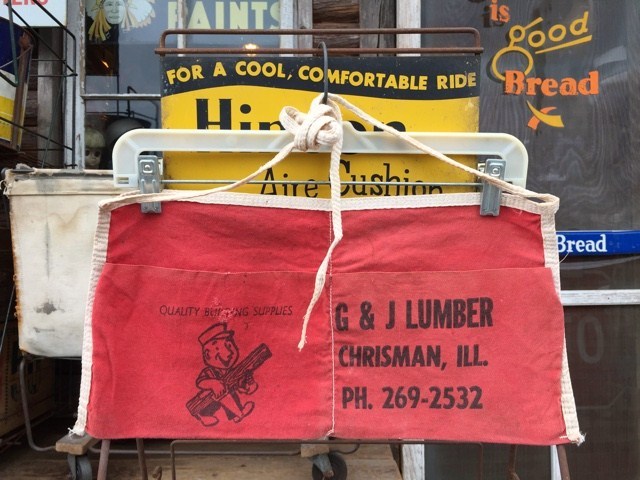 PAINTS
is
good
Bread
FOR A COOL, COMFORTABLE RIDE
Aire Cushion
Bread
QUALITY BUILDING SUPPLIES
G & J LUMBER
CHRISMAN, ILL.
PH. 269-2532